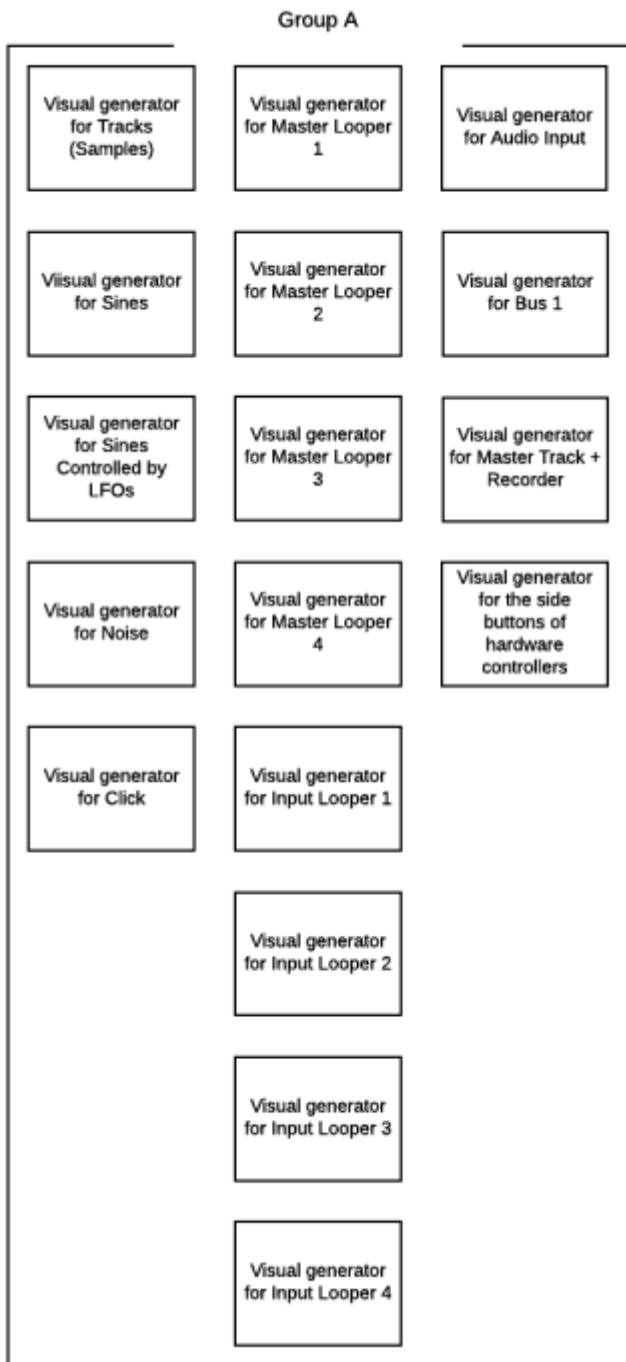 Group A
Visual generator
for Tracks
(Samples)
Viisual generator
for Sines
Visual generator
for Sines
Controlled by
LFOs
Visual generator
for Noise
Visual generator
for Click
Visual generator
for Master Looper
1
Visual generator
for Master Looper
2
Visual generator
for Master Looper
3
Visual generator
for Master Looper
4
Visual generator
for Input Looper 1
Visual generator
for Input Looper 2
Visual generator
for Input Looper 3
Visual generator
for Input Looper 4
Visual generator
for Audio Input
Visual generator
for Bus 1
Visual generator
for Master Track +
Recorder
Visual generator
for the side
buttons of
hardware
controllers